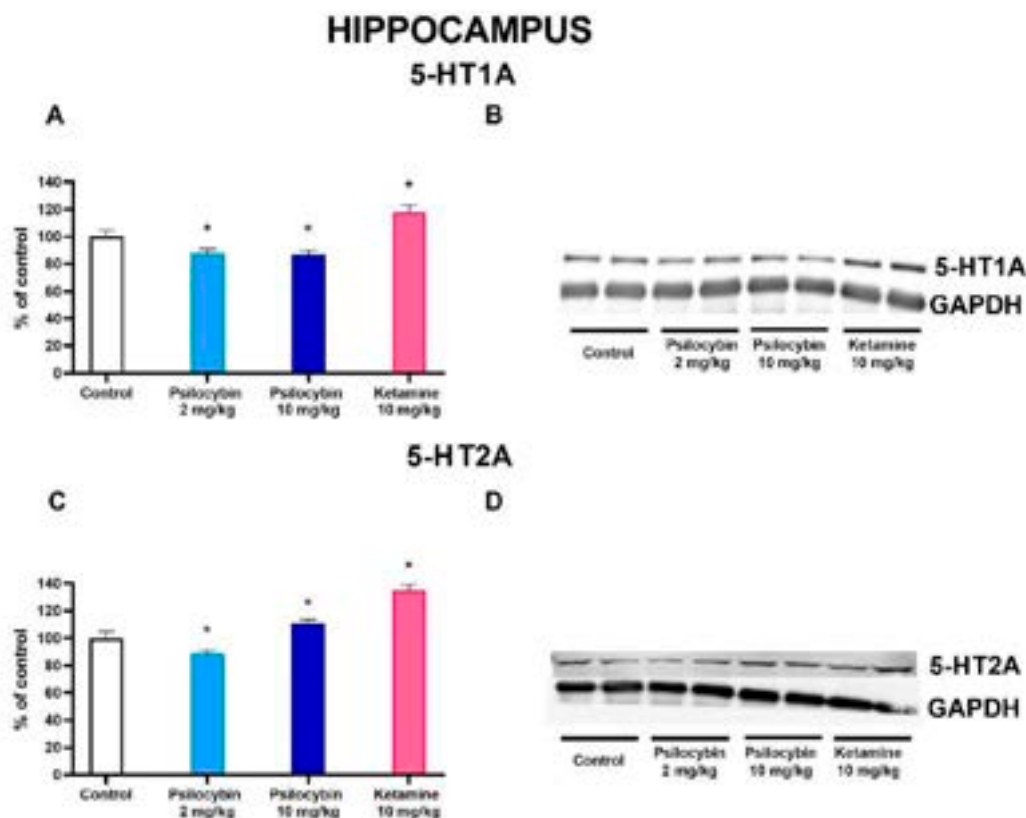 HIPPOCAMPUS
5-HT1A
A
B
% of control
140
120
100
80
60
40
20
0
*
*
*
Control
Psilocybin 2 mg/kg
Psilocybin 10 mg/kg
Ketamine 10 mg/kg
5-HT1A
GAPDH
Control
Psilocybin 2 mg/kg
Psilocybin 10 mg/kg
Ketamine 10 mg/kg
5-HT2A
C
D
% of control
140
120
100
80
60
40
20
0
*
*
*
Control
Psilocybin 2 mg/kg
Psilocybin 10 mg/kg
Ketamine 10 mg/kg
5-HT2A
GAPDH
Control
Psilocybin 2 mg/kg
Psilocybin 10 mg/kg
Ketamine 10 mg/kg